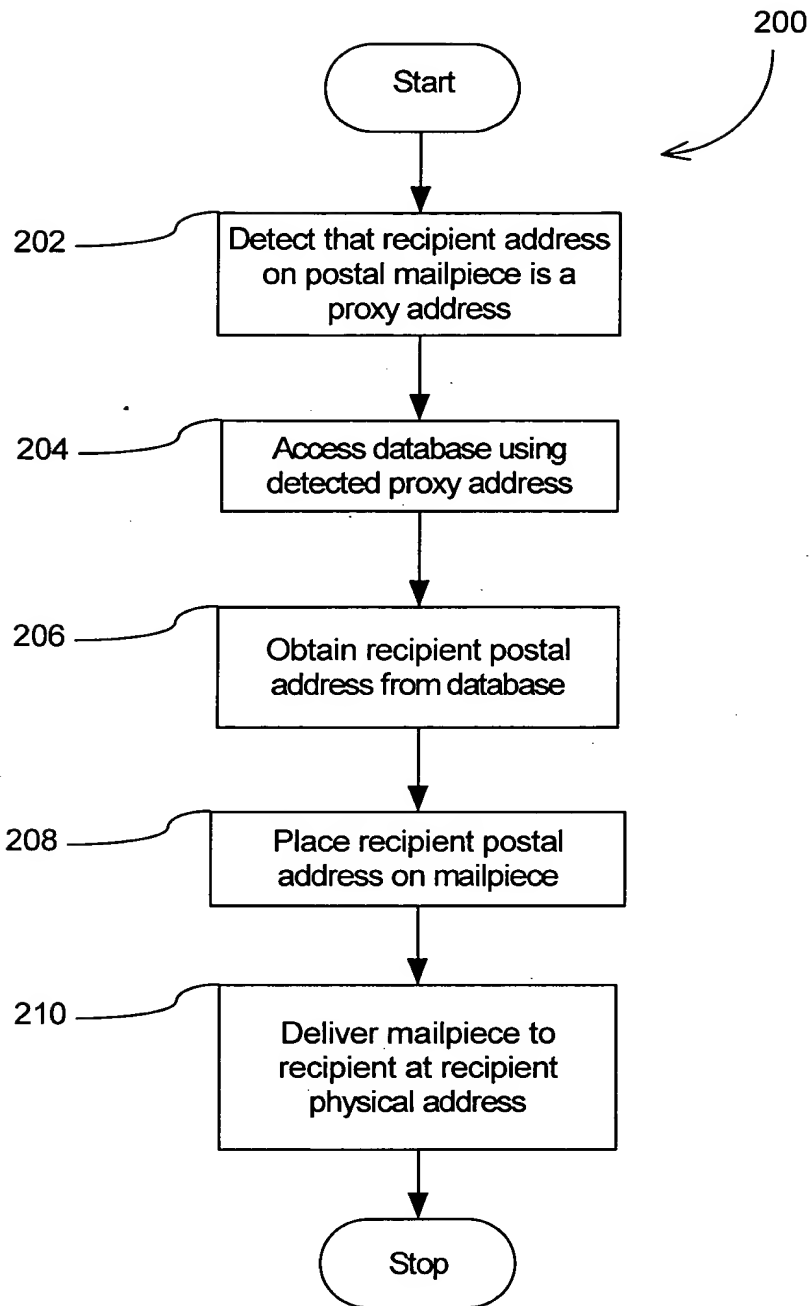 200
Start
202
Detect that recipient address
on postal mailpiece is a
proxy address
204
Access database using
detected proxy address
206
Obtain recipient postal
address from database
208
Place recipient postal
address on mailpiece
210
Deliver mailpiece to
recipient at recipient
physical address
Stop